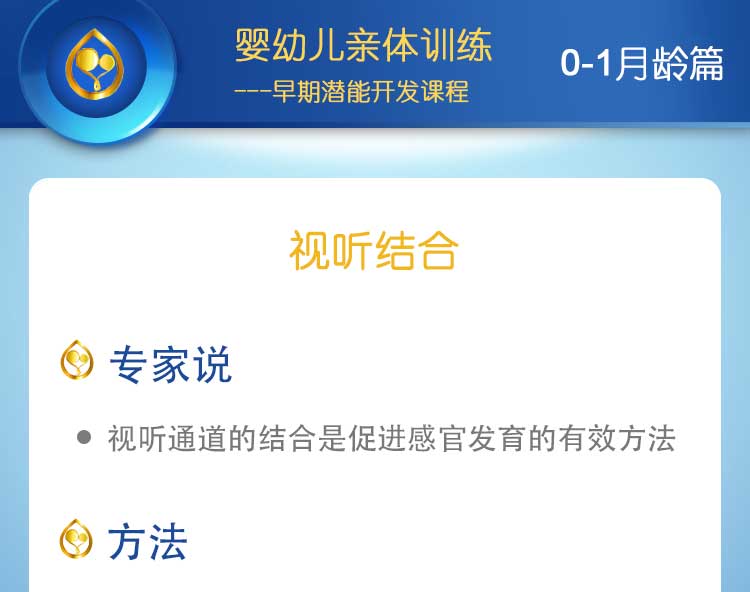 婴幼儿亲体训练
---早期潜能开发课程
0-1月龄篇
视听结合
专家说
• 视听通道的结合是促进感官发育的有效方法
方法